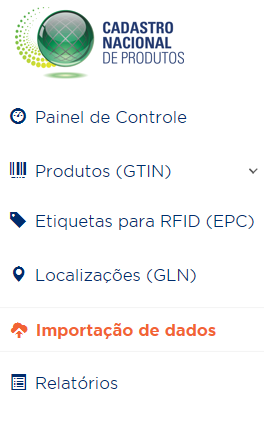 CADASTRO
NACIONAL
DE PRODUTOS
Painel de Controle
Produtos (GTIN)
Etiquetas para RFID (EPC)
Localizações (GLN)
Importação de dados
Relatórios